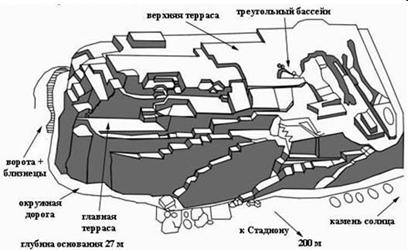 верхняя терраса
треугольный бассейн
ворота +
близнецы
окружная
дорога
главная
терраса
глубина основания 27 м
к Стадиону
200 м
камень солнца